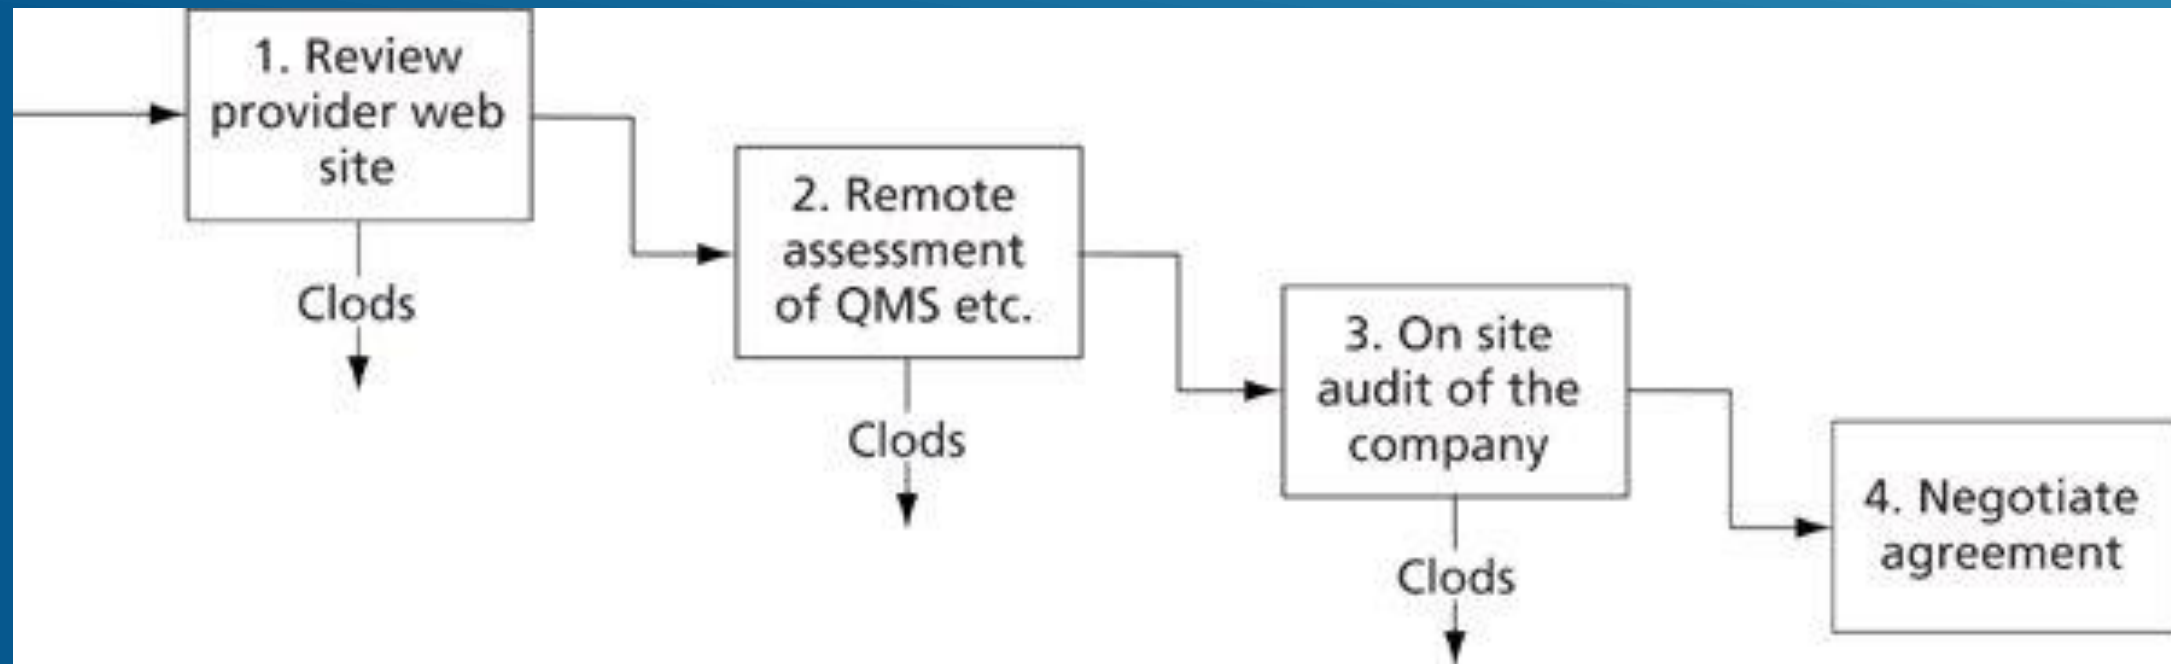 1. Review
provider web
site
Clods
2. Remote
assessment
of QMS etc.
Clods
3. On site
audit of the
company
Clods
4. Negotiate
agreement